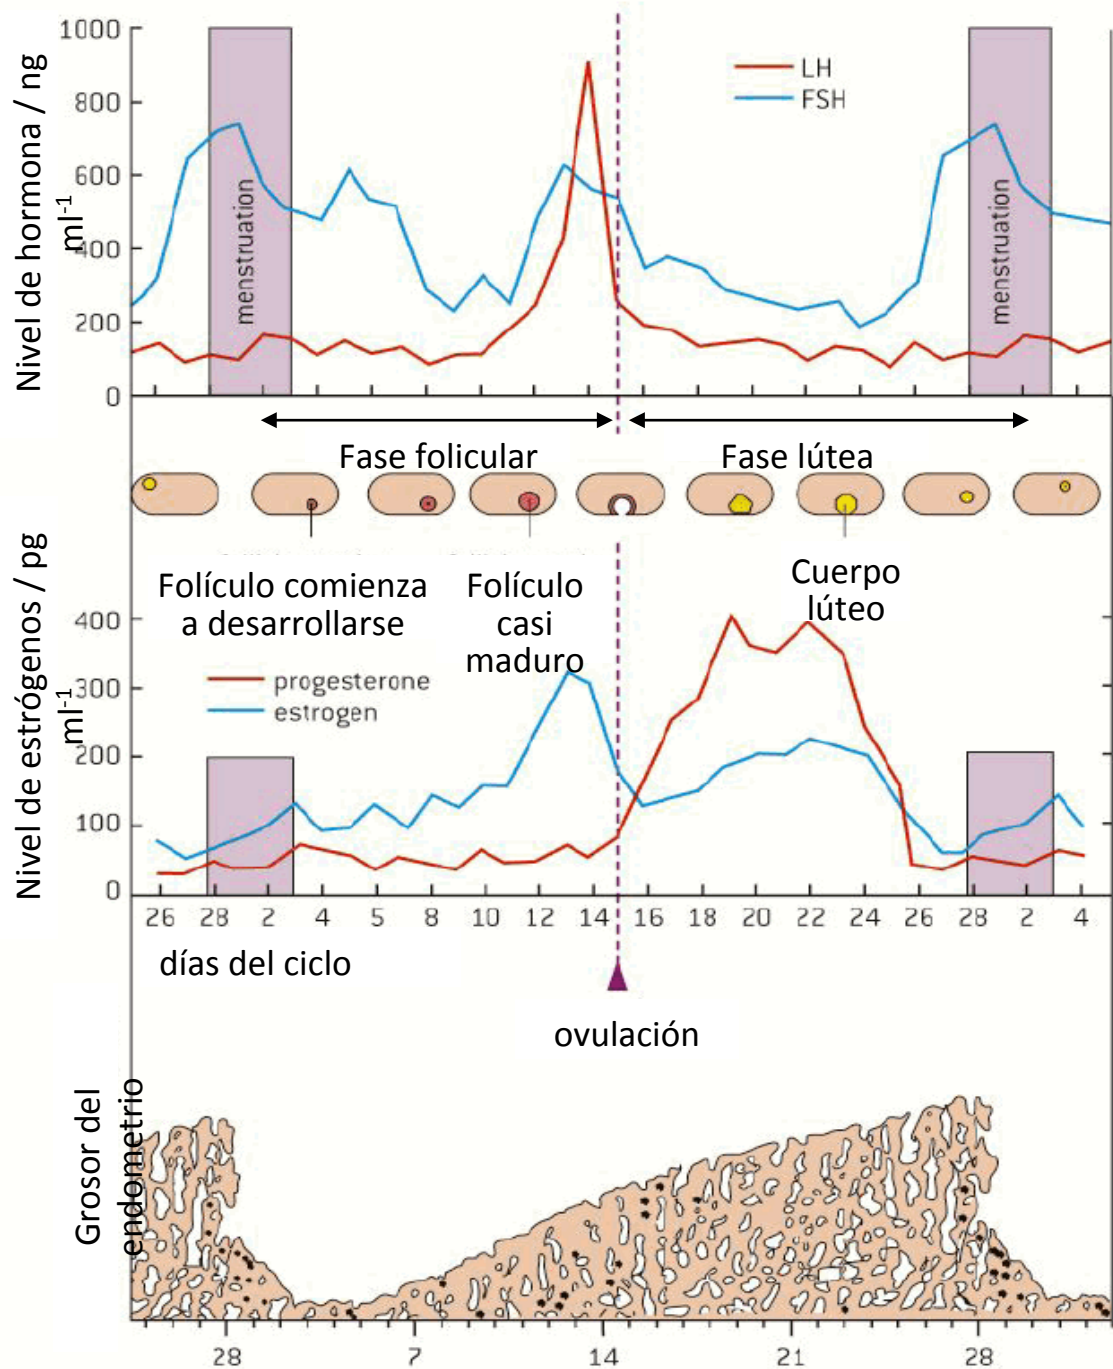 Nivel de hormona / ng
ml-1
1000
800
600
400
200
0
menstruation
LH
FSH
menstruation
Fase folicular
Fase lútea
Folículo comienza
a desarrollarse
Folículo
casi
maduro
Cuerpo
lúteo
Nivel de estrógenos / pg
ml-1
400
300
200
100
0
progesterone
estrogen
26 28 2 4 5 8 10 12 14 16 18 20 22 24 26 28 2 4
días del ciclo
ovulación
Grosor del
endometrio
28 7 14 21 28